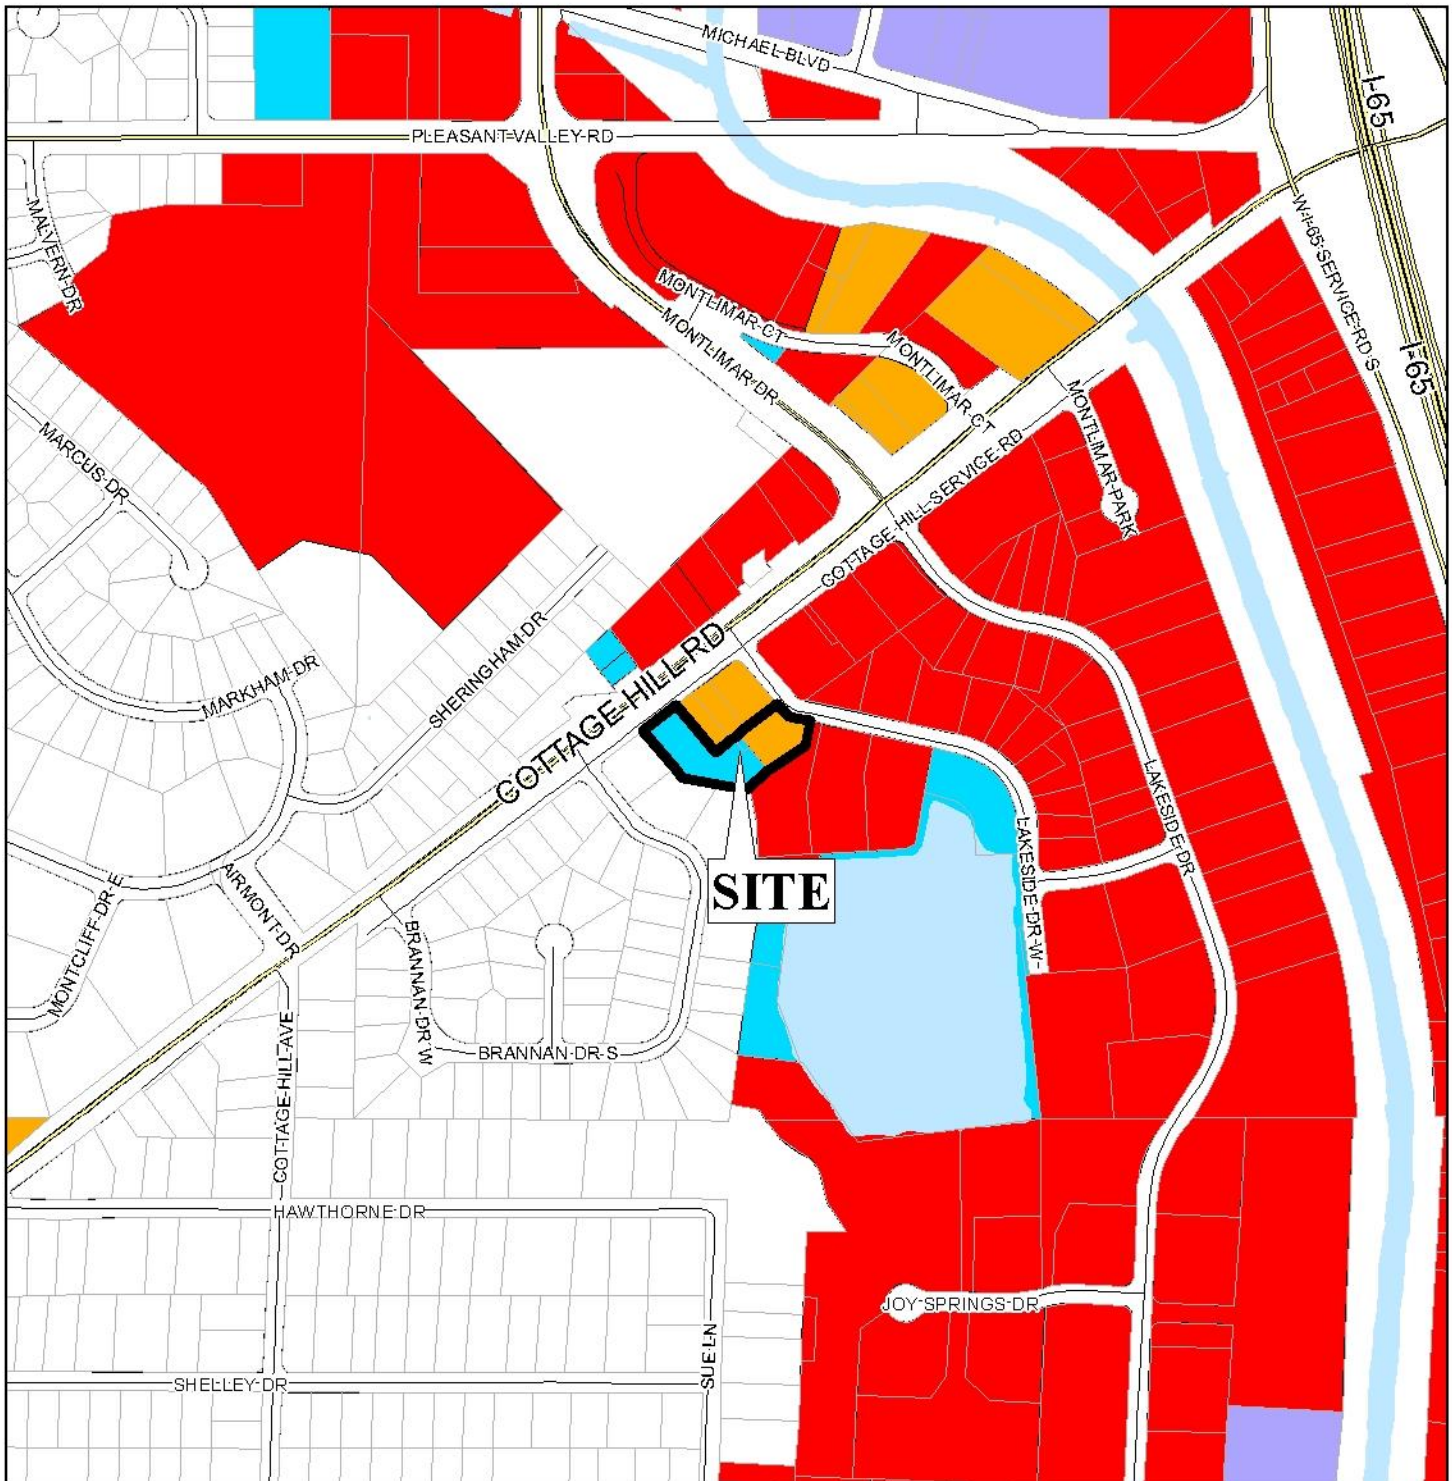 MICHAEL BLVD
I-65
PLEASANT VALLEY RD
MALVERN DR
W-I-65-SERVICE-RD S
MONTLIMAR CT
MONTLIMAR DR
MONTLIMAR CT
I-65
MONTLIMAR PARK
MARCUS DR
COTTAGE HILL SERVICE RD
SHERINGHAM DR
MARKHAM DR
COTTAGE HILL RD
LAKESIDE DR
LAKESIDE DR W
AIRMONT DR
SITE
MONTCLIFF DR E
BRANNAN DR W
BRANNAN DR S
COTTAGE HILL AVE
HAWTHORNE DR
JOY SPRINGS DR
SUE LN
SHELLEY DR